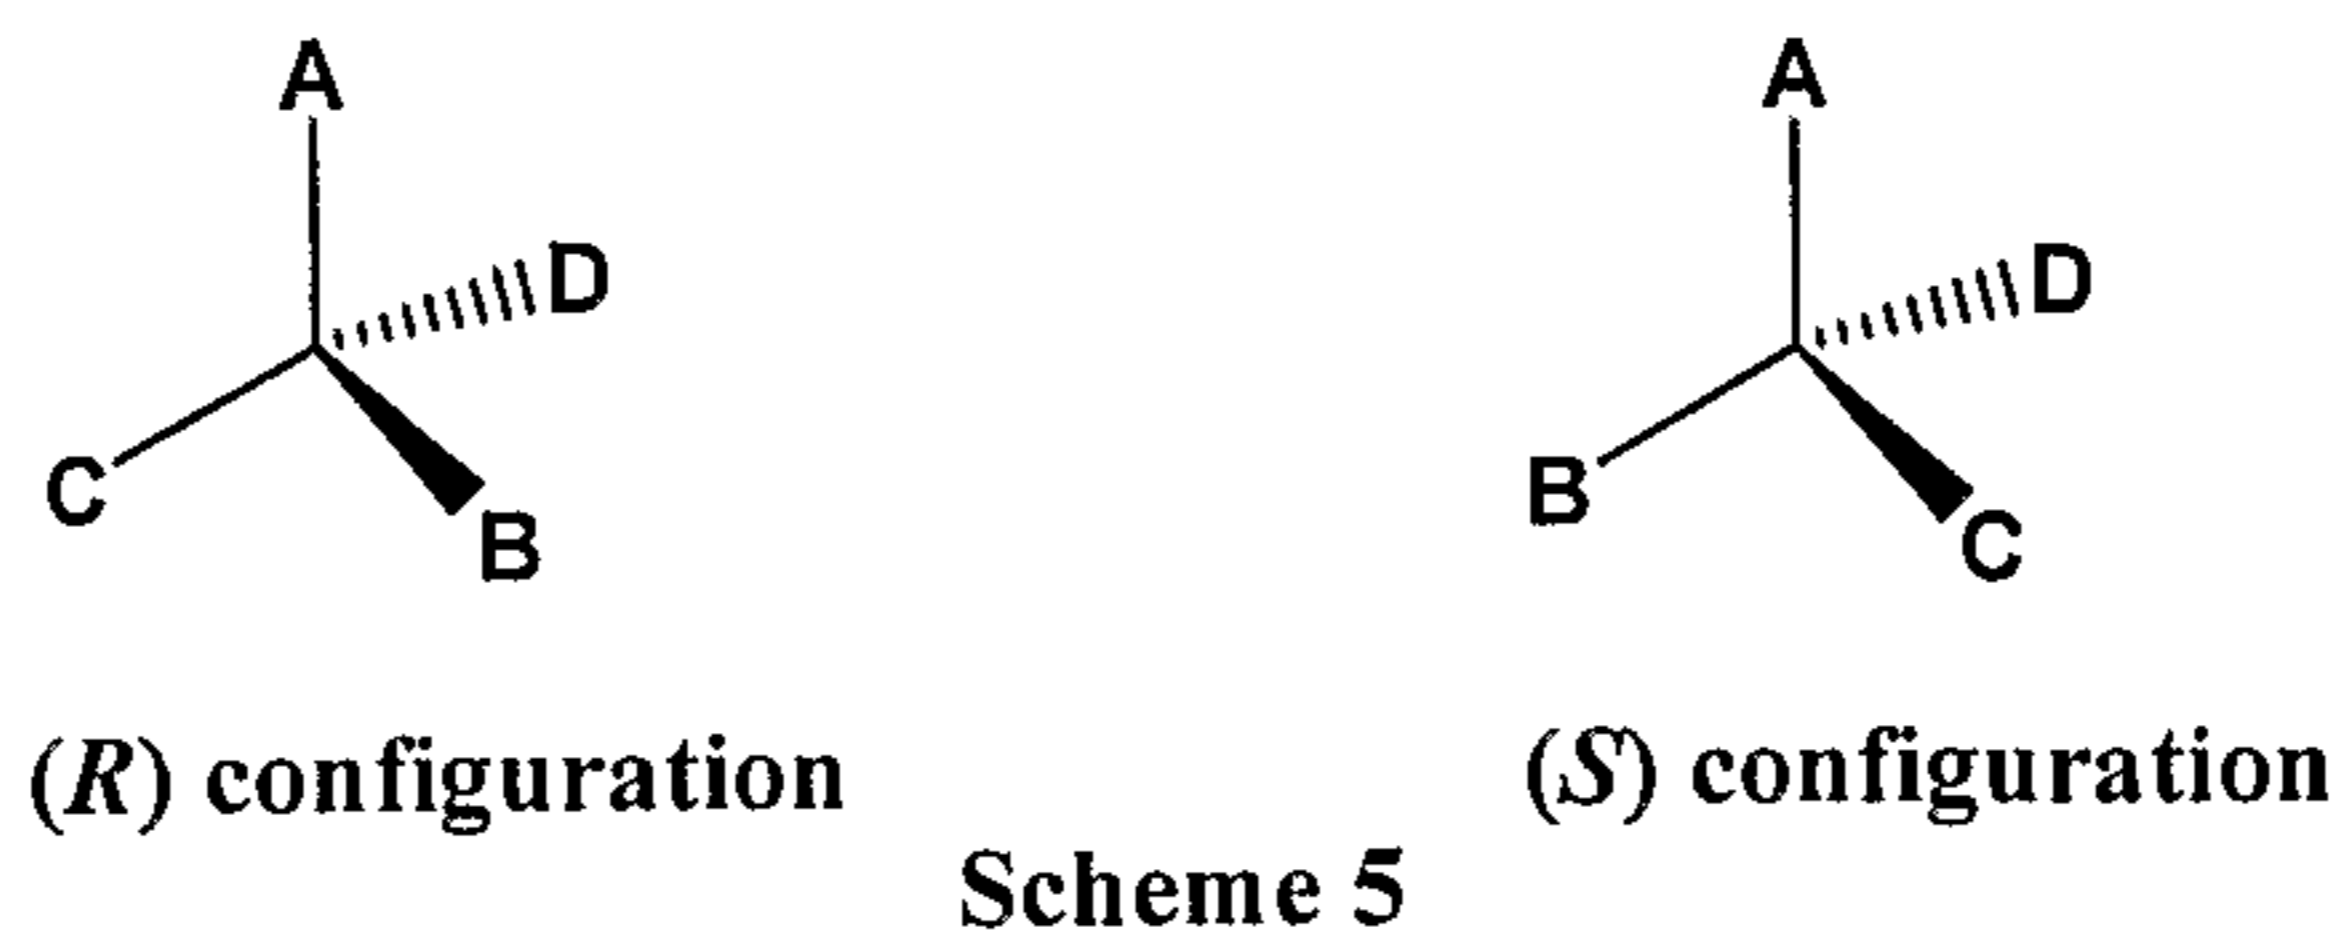 A A
D D
C B
B C
(R) configuration (S) configuration
Scheme 5